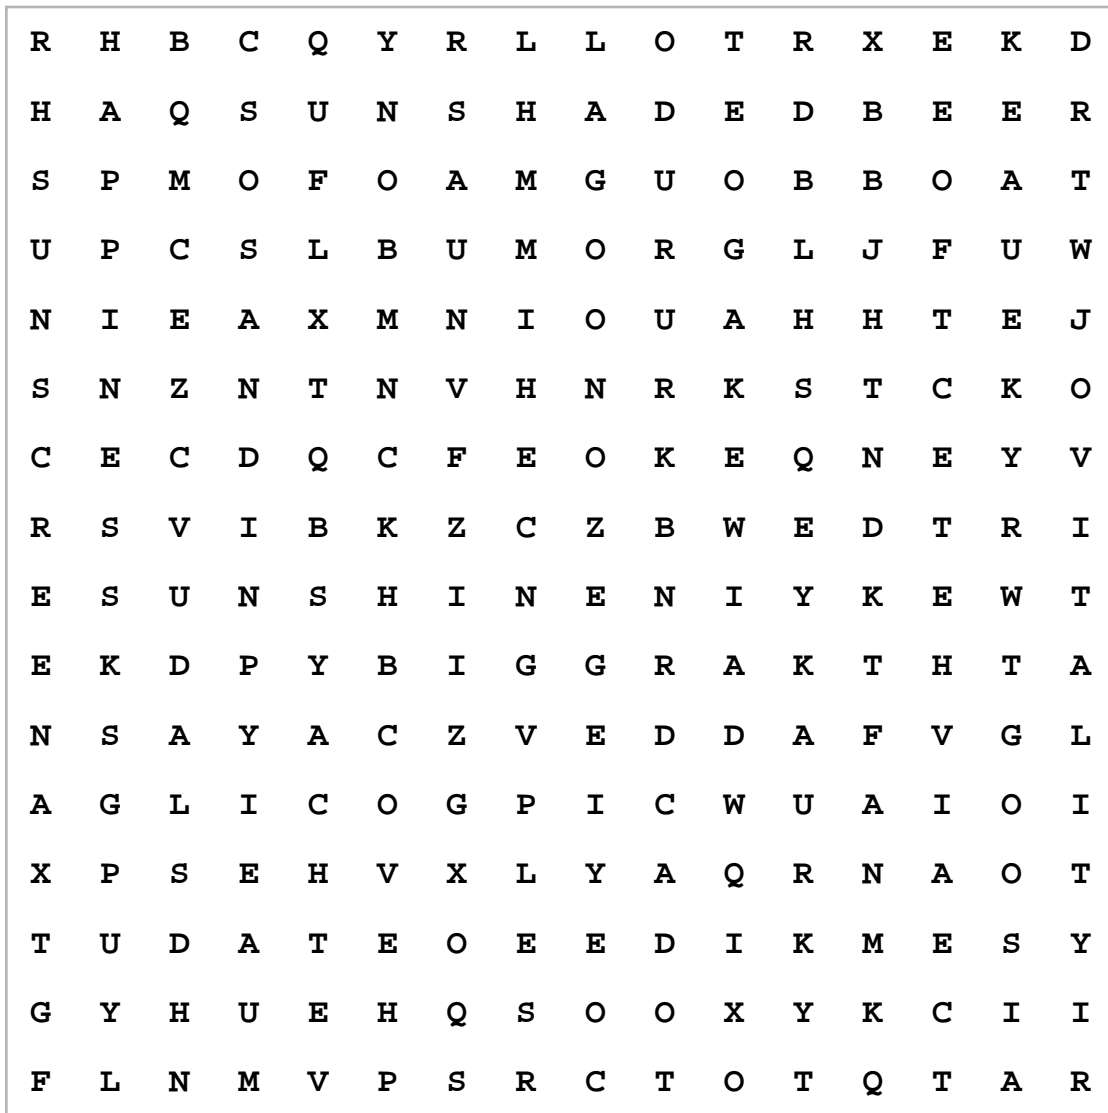 R H B C Q Y R L L O T R X E K D
H A Q S U N S H A D E D B E E R
S P M O F O A M G U O B B O A T
U P C S L B U M O R G L J F U W
N I E A X M N I O U A H H T E J
S N Z N T N V H N R K S T C K O
C E C D Q C F E O K E Q N E Y V
R S V I B K Z C Z B W E D T R I
E S U N S H I N E N I Y K E W T
E K D P Y B I G G R A K T H T A
N S A Y A C Z V E D D A F V G L
A G L I C O G P I C W U A I O I
X P S E H V X L Y A Q R N A O T
T U D A T E O E E D I K M E S Y
G Y H U E H Q S O O X Y K C I I
F L N M V P S R C T O T Q T A R